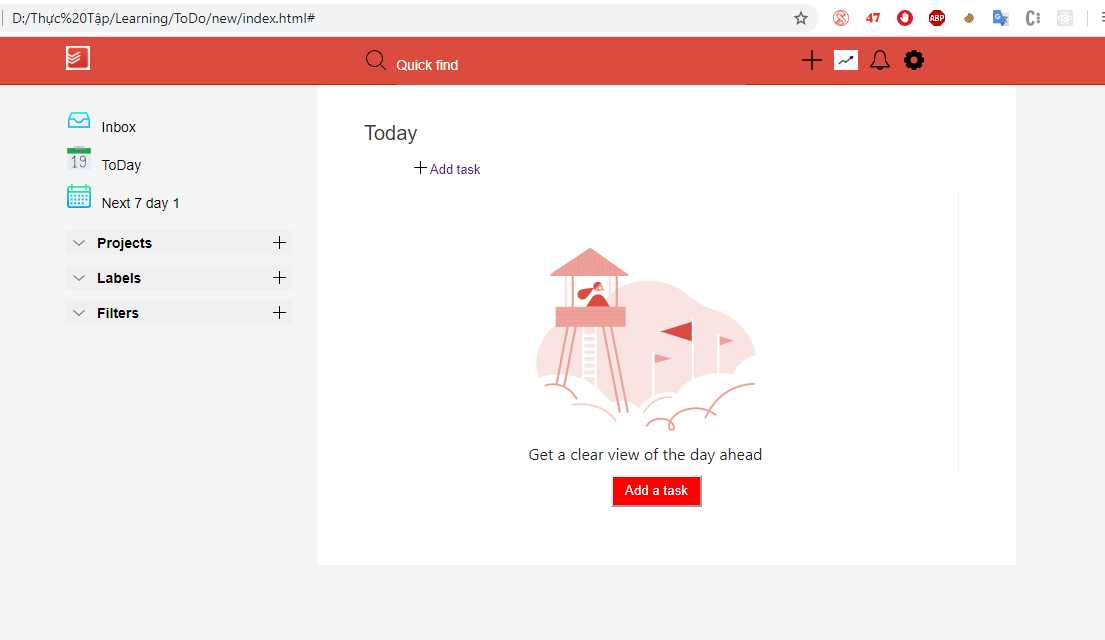 D:/Thực%20Tập/Learning/ToDo/new/index.html#
47
ABP
Quick find
Inbox
19
ToDay
Next 7 day 1
Projects
Labels
Filters
Today
Add task
Get a clear view of the day ahead
Add a task